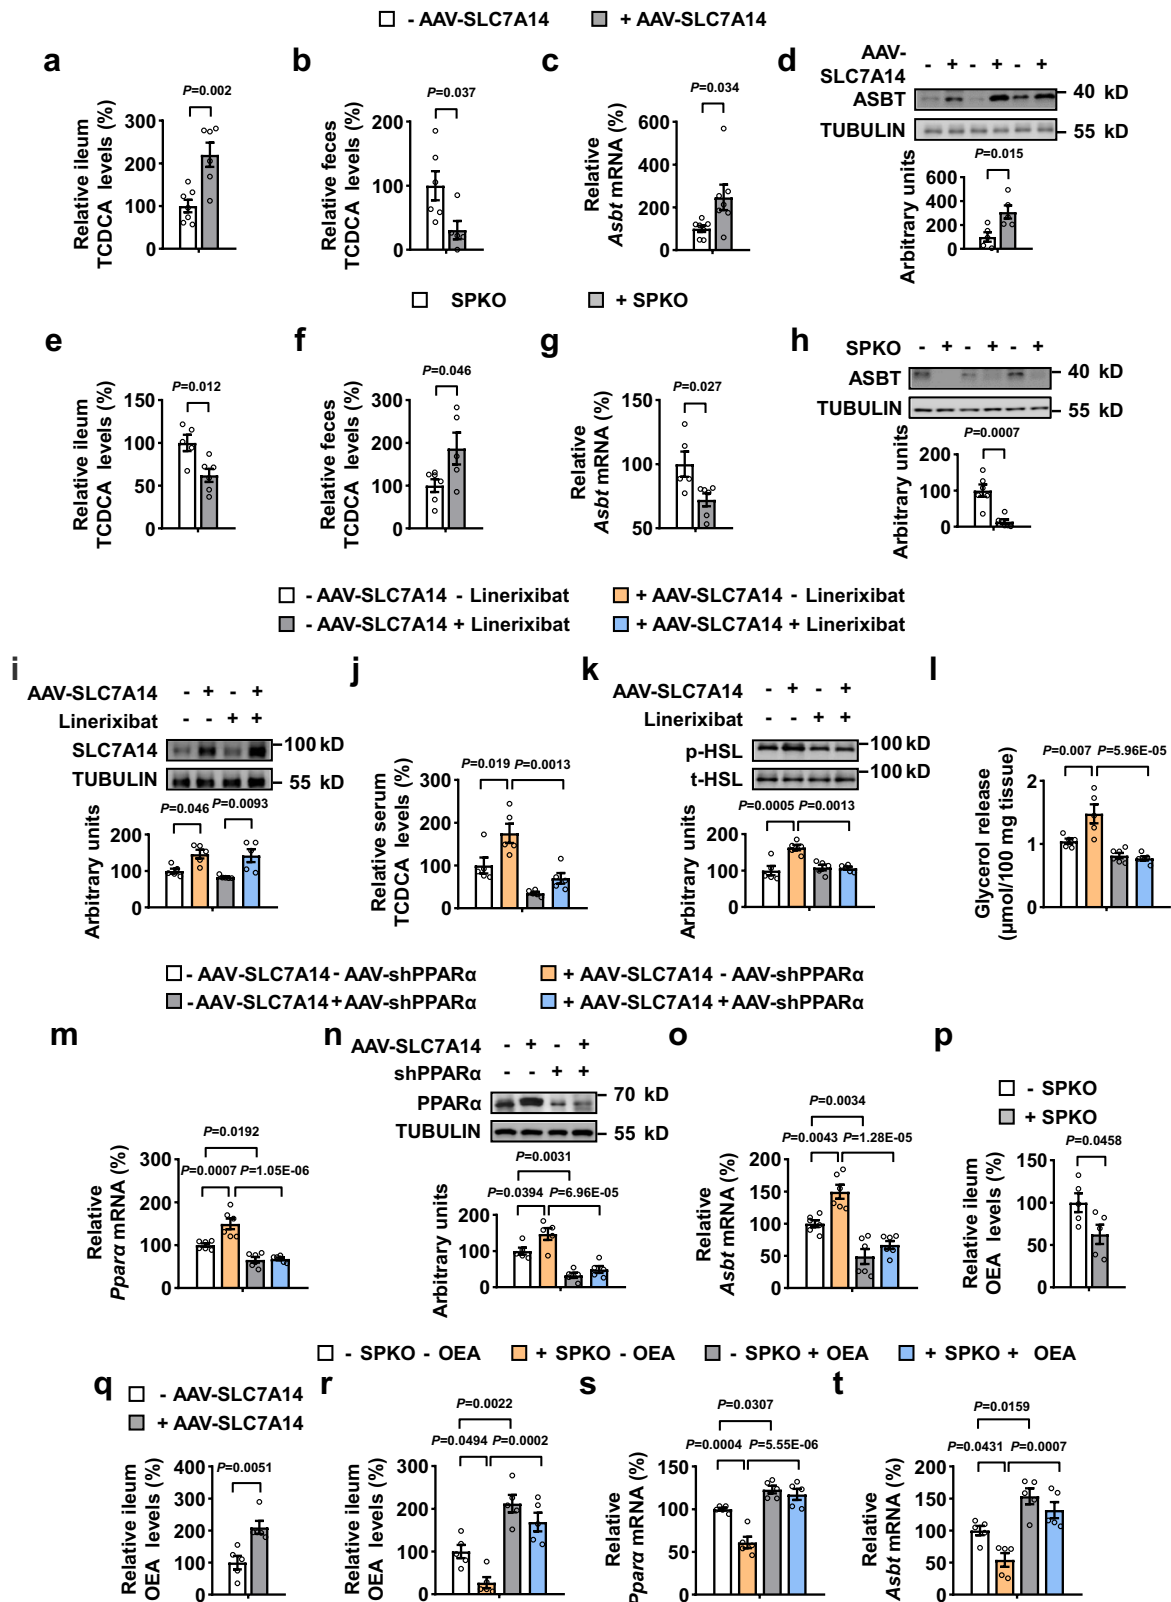 - AAV-SLC7A14 + AAV-SLC7A14
a
Relative ileum
TCDCA levels (%)
P=0.002
300
200
100
0
b
Relative feces
TCDCA levels (%)
P=0.037
200
100
0
c
Relative
Asbt mRNA (%)
P=0.034
600
400
200
0
d
AAV-
SLC7A14
- + - + - +
ASBT
40 kD
TUBULIN
55 kD
Arbitrary units
P=0.015
600
400
200
0
SPKO + SPKO
e
Relative ileum
TCDCA levels (%)
P=0.012
150
100
50
0
f
Relative feces
TCDCA levels (%)
P=0.046
300
200
100
0
g
Relative
Asbt mRNA (%)
P=0.027
150
100
50
h
SPKO - + - + - +
ASBT
40 kD
TUBULIN
55 kD
Arbitrary units
P=0.0007
200
100
0
- AAV-SLC7A14 - Linerixibat + AAV-SLC7A14 - Linerixibat
- AAV-SLC7A14 + Linerixibat + AAV-SLC7A14 + Linerixibat
i
AAV-SLC7A14 - + - +
Linerixibat - - + +
SLC7A14
100 kD
TUBULIN
55 kD
Arbitrary units
P=0.046 P=0.0093
200
100
0
j
Relative serum
TCDCA levels (%)
P=0.019 P=0.0013
300
200
100
0
k
AAV-SLC7A14 - + - +
Linerixibat - - + +
p-HSL
100 kD
t-HSL
100 kD
Arbitrary units
P=0.0005 P=0.0013
200
100
0
l
Glycerol release
(μmol/100 mg tissue)
P=0.007 P=5.96E-05
2
1
0
- AAV-SLC7A14 - AAV-shPPARα + AAV-SLC7A14 - AAV-shPPARα
- AAV-SLC7A14 + AAV-shPPARα + AAV-SLC7A14 + AAV-shPPARα
m
Relative
Pparα mRNA (%)
P=0.0192
P=0.0007 P=1.05E-06
300
200
100
0
n
AAV-SLC7A14 - + - +
shPPARα - - + +
PPARα
70 kD
TUBULIN
55 kD
Arbitrary units
P=0.0031
P=0.0394 P=6.96E-05
200
100
0
o
Relative
Asbt mRNA (%)
P=0.0034
P=0.0043 P=1.28E-05
200
150
100
50
0
p
- SPKO
+ SPKO
Relative ileum
OEA levels (%)
P=0.0458
150
100
50
0
- SPKO - OEA + SPKO - OEA - SPKO + OEA + SPKO + OEA
q
- AAV-SLC7A14
+ AAV-SLC7A14
Relative ileum
OEA levels (%)
P=0.0051
400
300
200
100
0
r
Relative ileum
OEA levels (%)
P=0.0022
P=0.0494 P=0.0002
300
200
100
0
s
Relative
Pparα mRNA (%)
P=0.0307
P=0.0004 P=5.55E-06
150
100
50
0
t
Relative
Asbt mRNA (%)
P=0.0159
P=0.0431 P=0.0007
200
150
100
50
0